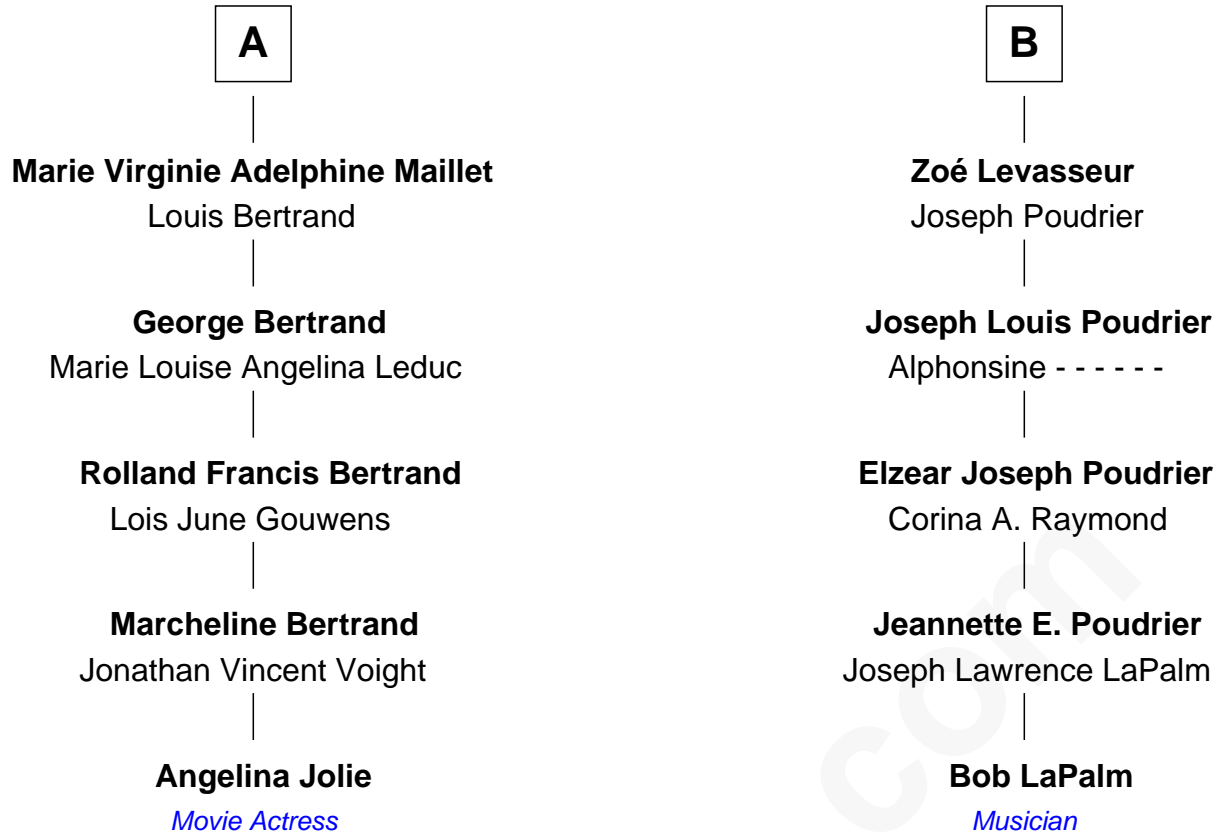 A
Marie Virginie Adelphine Maillet
Louis Bertrand
George Bertrand
Marie Louise Angelina Leduc
Rolland Francis Bertrand
Lois June Gouwens
Marcheline Bertrand
Jonathan Vincent Voight
Angelina Jolie
Movie Actress
B
Zoé Levasseur
Joseph Poudrier
Joseph Louis Poudrier
Alphonsine - - - - - -
Elzear Joseph Poudrier
Corina A. Raymond
Jeannette E. Poudrier
Joseph Lawrence LaPalm
Bob LaPalm
Musician
com